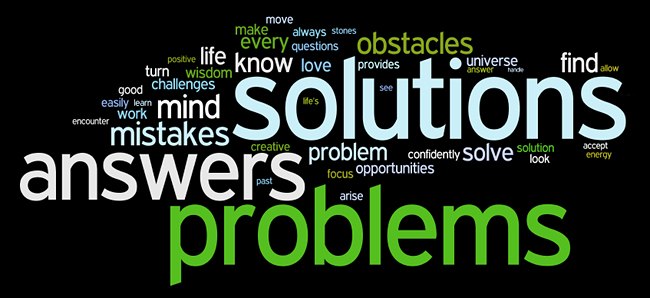 move
make always stones
every questions obstacles
positive life know love provides universe find
turn wisdom answer handle allow
good challenges solutions
easily learn mind life's see
encounter work
mistakes creative problem confidently solve solution accept
answers focus opportunities look energy
past arise
problems